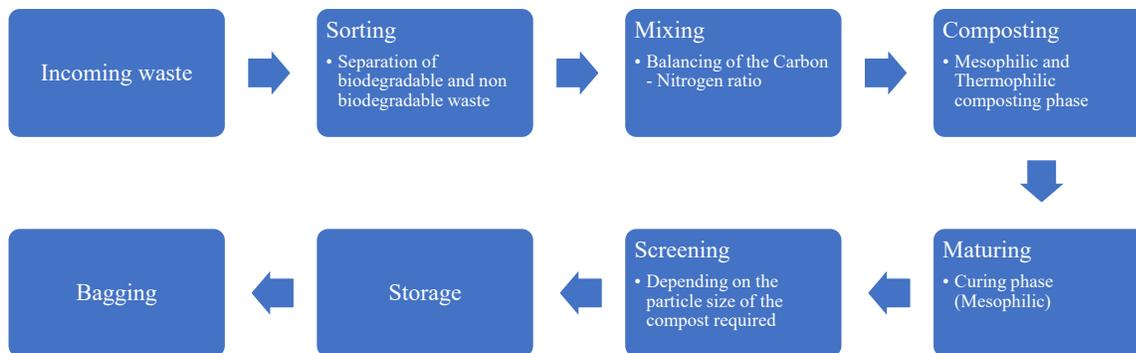 Incoming waste
Sorting
• Separation of
biodegradable and non
biodegradable waste
Mixing
• Balancing of the Carbon
- Nitrogen ratio
Composting
• Mesophilic and
Thermophilic
composting phase
Maturing
• Curing phase
(Mesophilic)
Screening
• Depending on the
particle size of the
compost required
Storage
Bagging